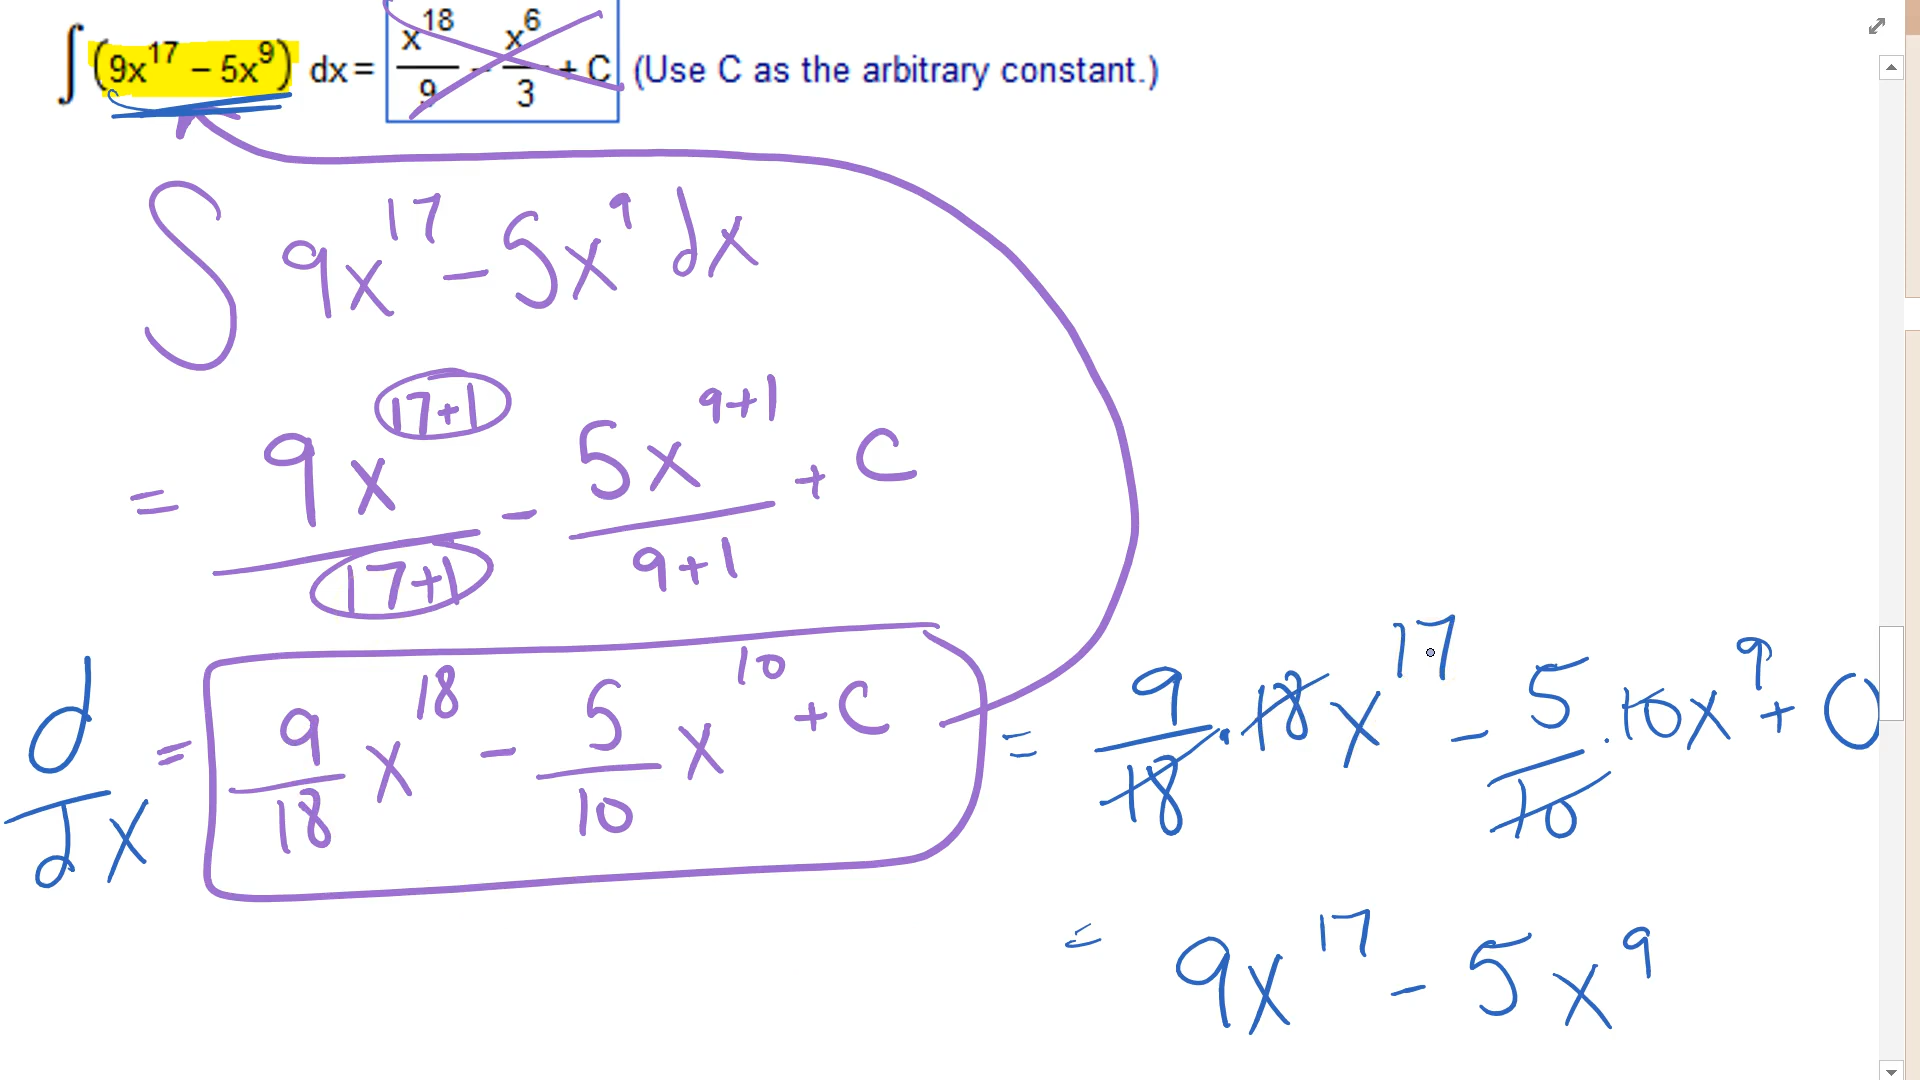 ∫ (9x^17 − 5x^9) dx = x^18/9 − x^6/3 + C (Use C as the arbitrary constant.)
∫ 9x^17 − 5x^9 dx
= 9x^(17+1)/(17+1) − 5x^(9+1)/(9+1) + C
d/dx = 9/18 x^18 − 5/10 x^10 + C = 9/18 · 18x^17 − 5/10 · 10x^9 + 0
= 9x^17 − 5x^9